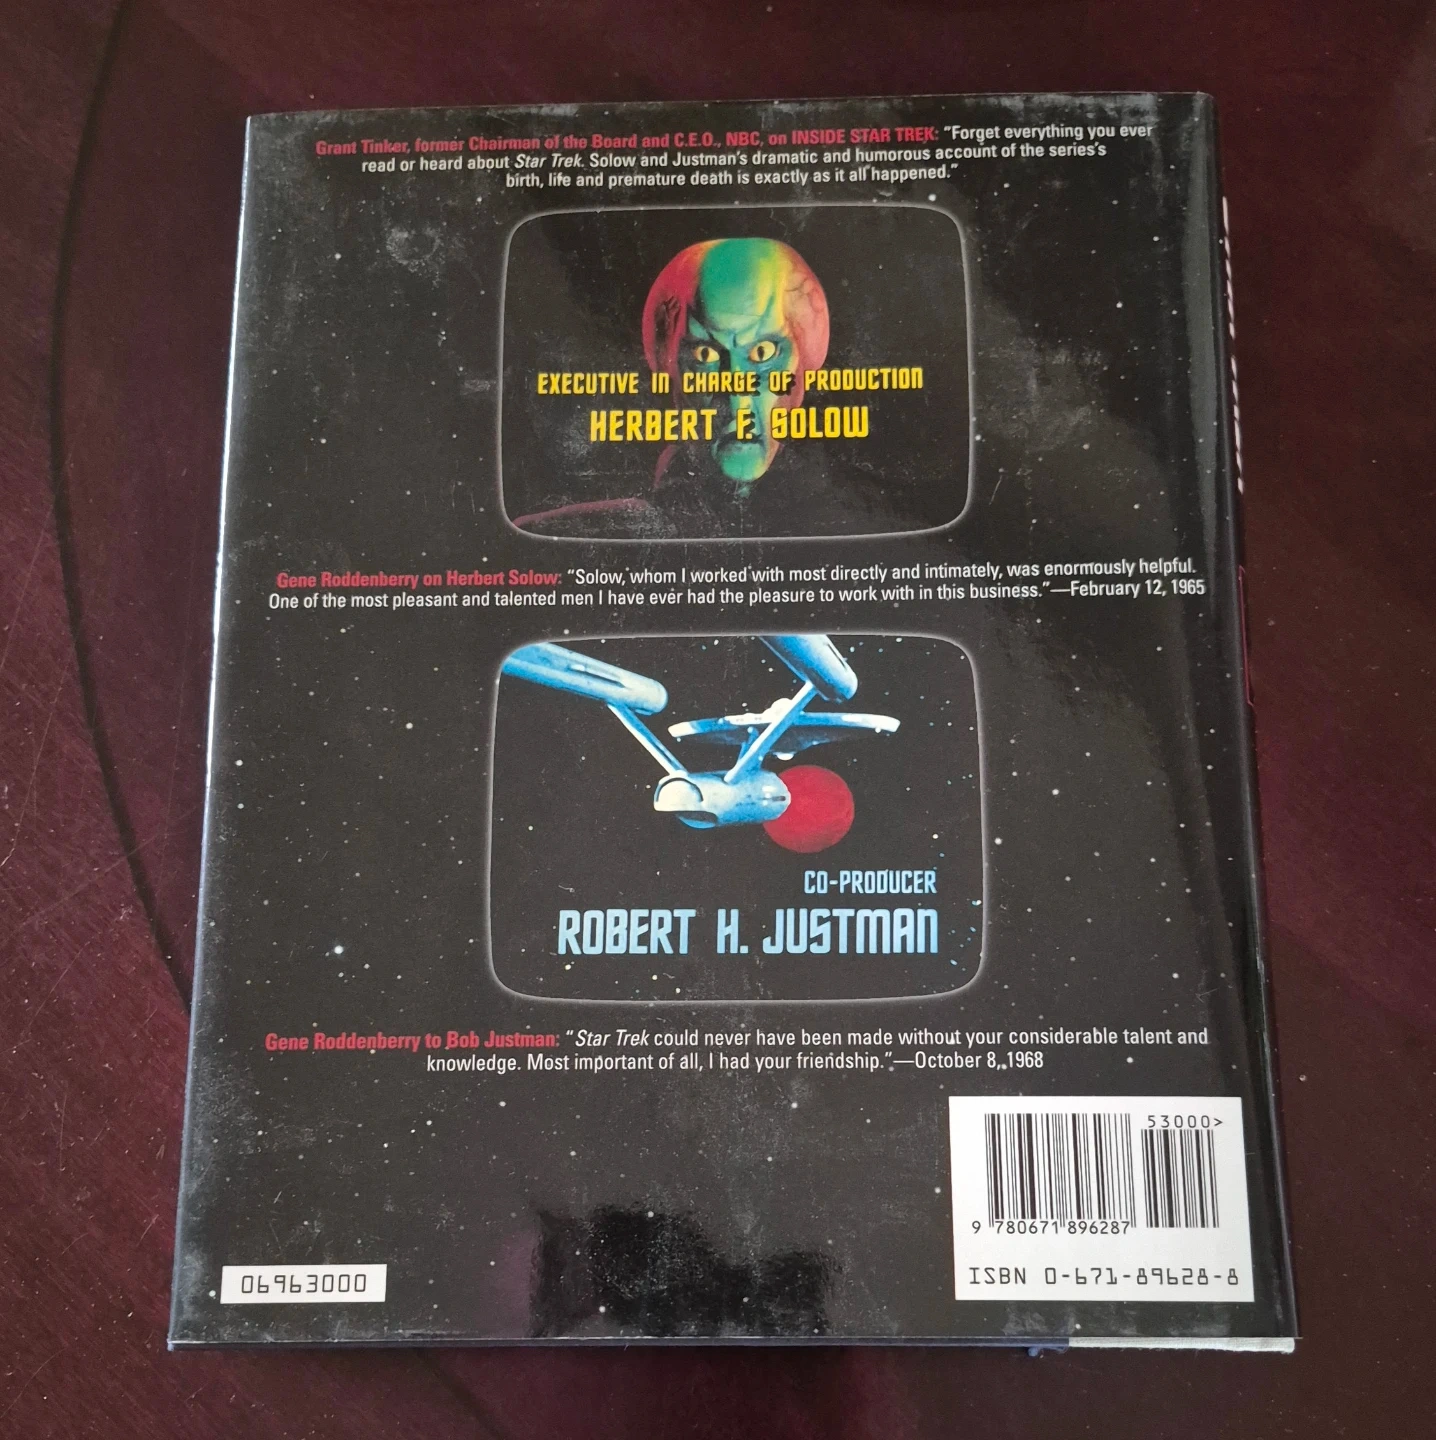 Grant Tinker, former Chairman of the Board and C.E.O., NBC, on INSIDE STAR TREK: "Forget everything you ever
read or heard about Star Trek. Solow and Justman's dramatic and humorous account of the series's
birth, life and premature death is exactly as it all happened."
EXECUTIVE IN CHARGE OF PRODUCTION
HERBERT F. SOLOW
Gene Roddenberry on Herbert Solow: "Solow, whom I worked with most directly and intimately, was enormously helpful.
One of the most pleasant and talented men I have ever had the pleasure to work with in this business."—February 12, 1965
CO-PRODUCER
ROBERT H. JUSTMAN
Gene Roddenberry to Bob Justman: "Star Trek could never have been made without your considerable talent and
knowledge. Most important of all, I had your friendship."—October 8, 1968
53000>
9 780671 896287
ISBN 0-671-89628-8
06963000